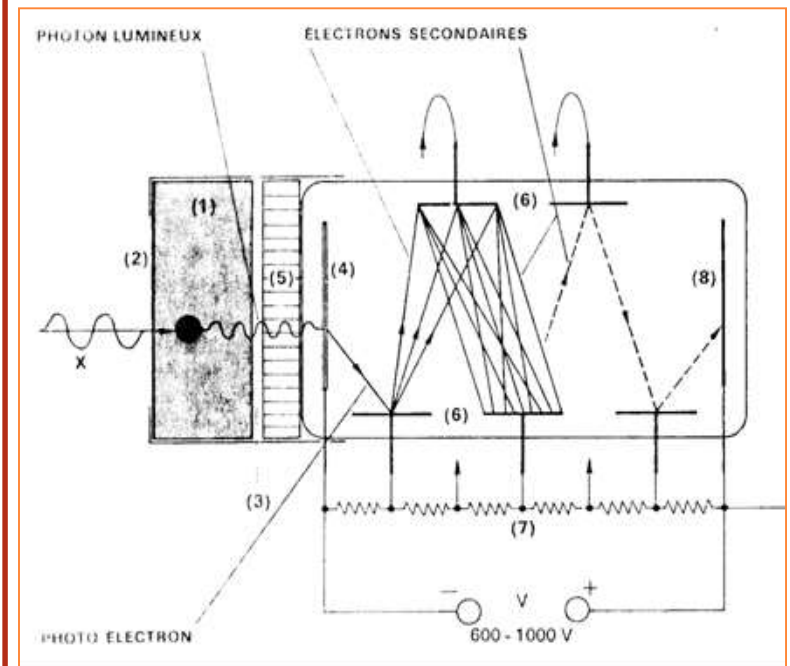 PHOTON LUMINEUX
ÉLECTRONS SECONDAIRES
(1)
(6)
(2)
(5)
(4)
(8)
X
(6)
(3)
(7)
− V +
600 - 1000 V
PHOTO ÉLECTRON